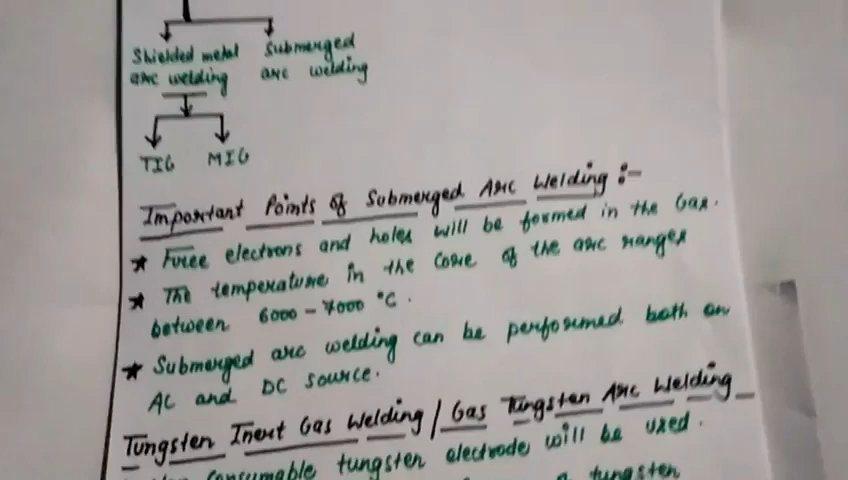 Shielded metal Submerged
arc welding arc welding
TIG MIG
Important Points of Submerged Arc Welding :-
* Free electrons and holes will be formed in the Gas.
* The temperature in the core of the arc ranges
between 6000 - 7000 °C.
* Submerged arc welding can be performed both on
AC and DC source.
Tungsten Inert Gas Welding / Gas Tungsten Arc Welding
consumable tungsten electrode will be used.
a tungsten